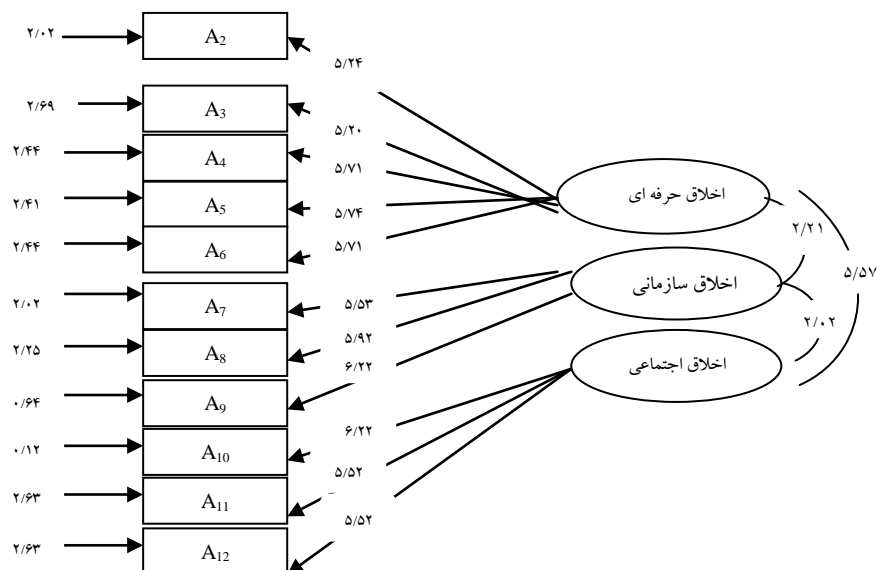 ۲/۰۲ A2 ۵/۲۴
۲/۶۹ A3 ۵/۲۰
۲/۴۴ A4 ۵/۷۱
۲/۴۱ A5 ۵/۷۴
۲/۴۴ A6 ۵/۷۱
۲/۰۲ A7 ۵/۵۳
۲/۲۵ A8 ۵/۹۲
۰/۶۴ A9 ۶/۲۲
۰/۱۲ A10 ۶/۲۲
۲/۶۳ A11 ۵/۵۲
۲/۶۳ A12 ۵/۵۲
اخلاق حرفه ای
۲/۲۱
۵/۵۷
اخلاق سازمانی
۲/۰۲
اخلاق اجتماعی